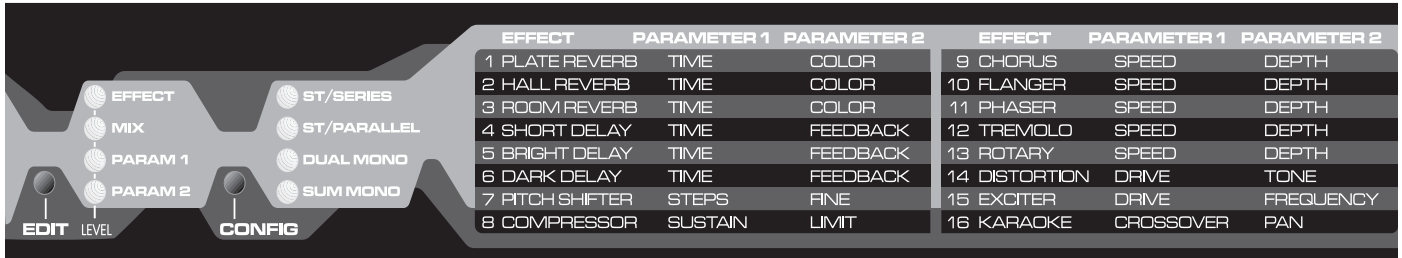 EFFECT
MIX
PARAM 1
PARAM 2
EDIT LEVEL
ST/SERIES
ST/PARALLEL
DUAL MONO
SUM MONO
CONFIG
EFFECT PARAMETER 1 PARAMETER 2
1 PLATE REVERB TIME COLOR
2 HALL REVERB TIME COLOR
3 ROOM REVERB TIME COLOR
4 SHORT DELAY TIME FEEDBACK
5 BRIGHT DELAY TIME FEEDBACK
6 DARK DELAY TIME FEEDBACK
7 PITCH SHIFTER STEPS FINE
8 COMPRESSOR SUSTAIN LIMIT
EFFECT PARAMETER 1 PARAMETER 2
9 CHORUS SPEED DEPTH
10 FLANGER SPEED DEPTH
11 PHASER SPEED DEPTH
12 TREMOLO SPEED DEPTH
13 ROTARY SPEED DEPTH
14 DISTORTION DRIVE TONE
15 EXCITER DRIVE FREQUENCY
16 KARAOKE CROSSOVER PAN